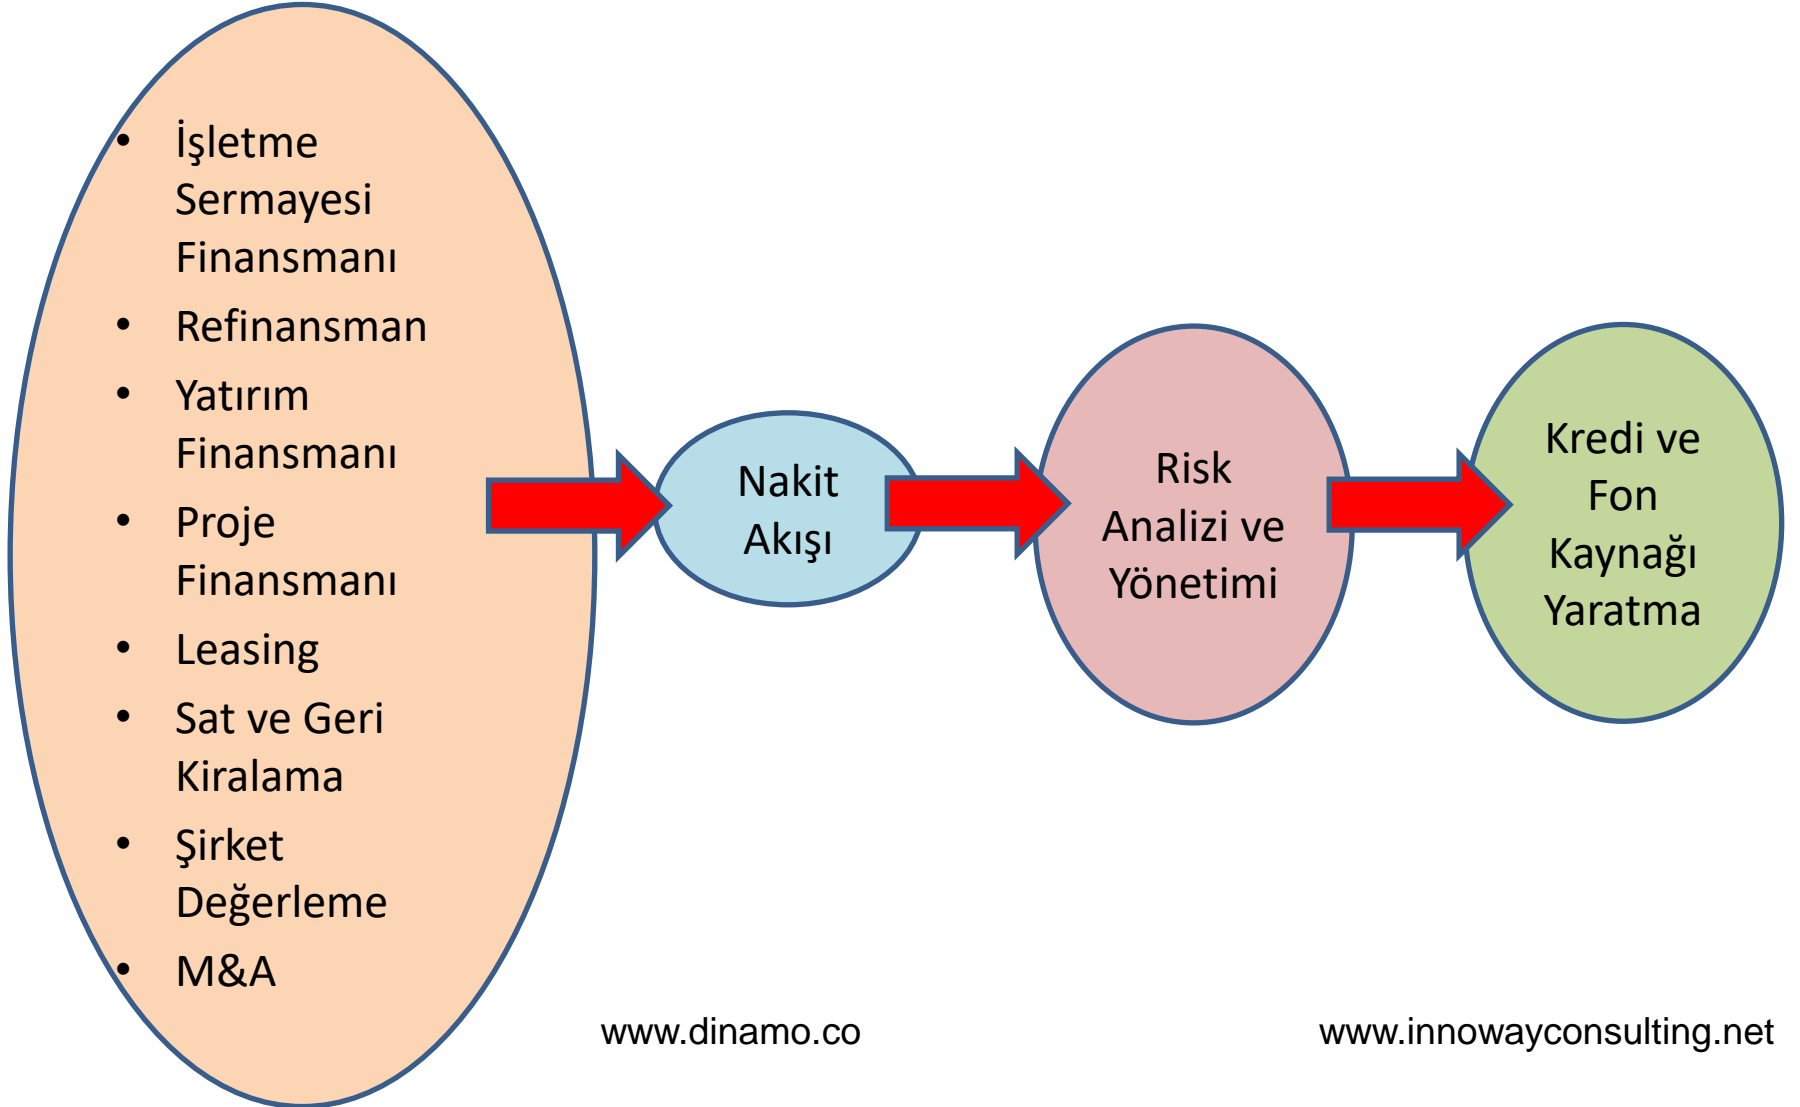 • İşletme
Sermayesi
Finansmanı
• Refinansman
• Yatırım
Finansmanı
• Proje
Finansmanı
• Leasing
• Sat ve Geri
Kiralama
• Şirket
Değerleme
• M&A
Nakit
Akışı
Risk
Analizi ve
Yönetimi
Kredi ve
Fon
Kaynağı
Yaratma
www.dinamo.co
www.innowayconsulting.net